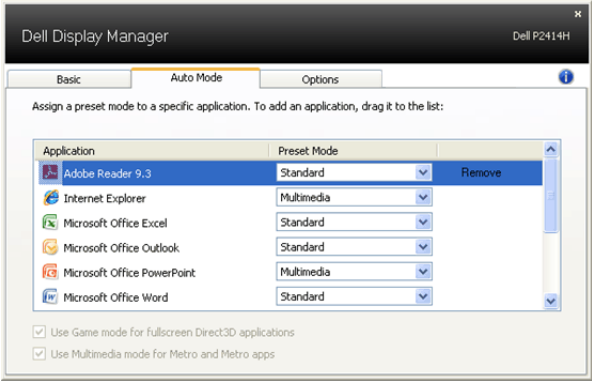 ×
Dell Display Manager
Dell P2414H
Basic
Auto Mode
Options
i
Assign a preset mode to a specific application. To add an application, drag it to the list:
Application Preset Mode
Adobe Reader 9.3 Standard Remove
Internet Explorer Multimedia
Microsoft Office Excel Standard
Microsoft Office Outlook Standard
Microsoft Office PowerPoint Multimedia
Microsoft Office Word Standard
Use Game mode for fullscreen Direct3D applications
Use Multimedia mode for Metro and Metro apps